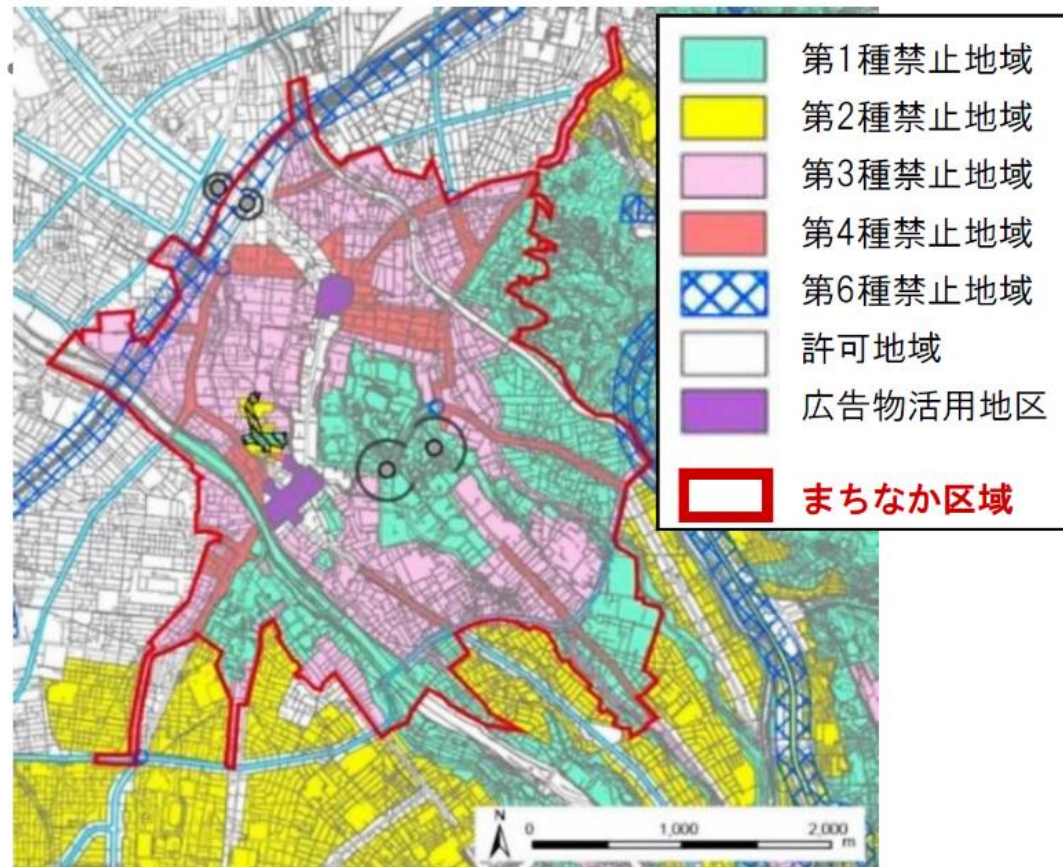 第1種禁止地域
第2種禁止地域
第3種禁止地域
第4種禁止地域
第6種禁止地域
許可地域
広告物活用地区
まちなか区域
N
0 1,000 2,000
m